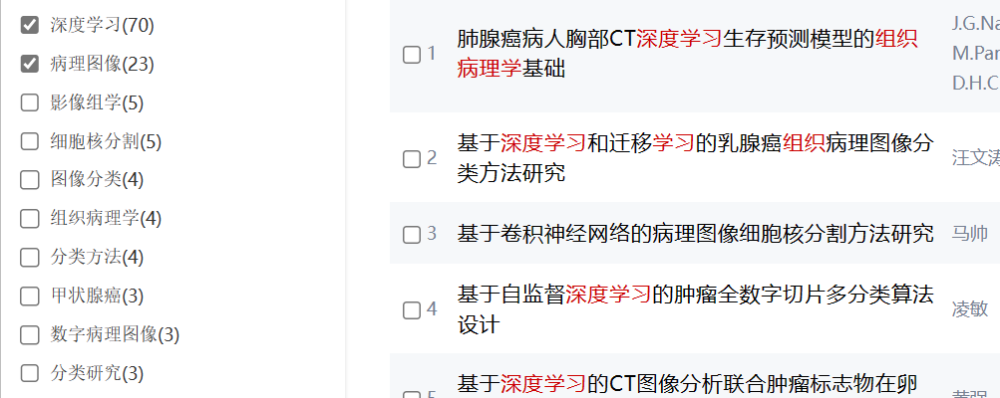 深度学习(70)
病理图像(23)
影像组学(5)
细胞核分割(5)
图像分类(4)
组织病理学(4)
分类方法(4)
甲状腺癌(3)
数字病理图像(3)
分类研究(3)
1 肺腺癌病人胸部CT深度学习生存预测模型的组织
病理学基础
J.G.Na
M.Par
D.H.C
2 基于深度学习和迁移学习的乳腺癌组织病理图像分
类方法研究
汪文涛
3 基于卷积神经网络的病理图像细胞核分割方法研究 马帅
4 基于自监督深度学习的肿瘤全数字切片多分类算法
设计
凌敏
基于深度学习的CT图像分析联合肿瘤标志物在卵